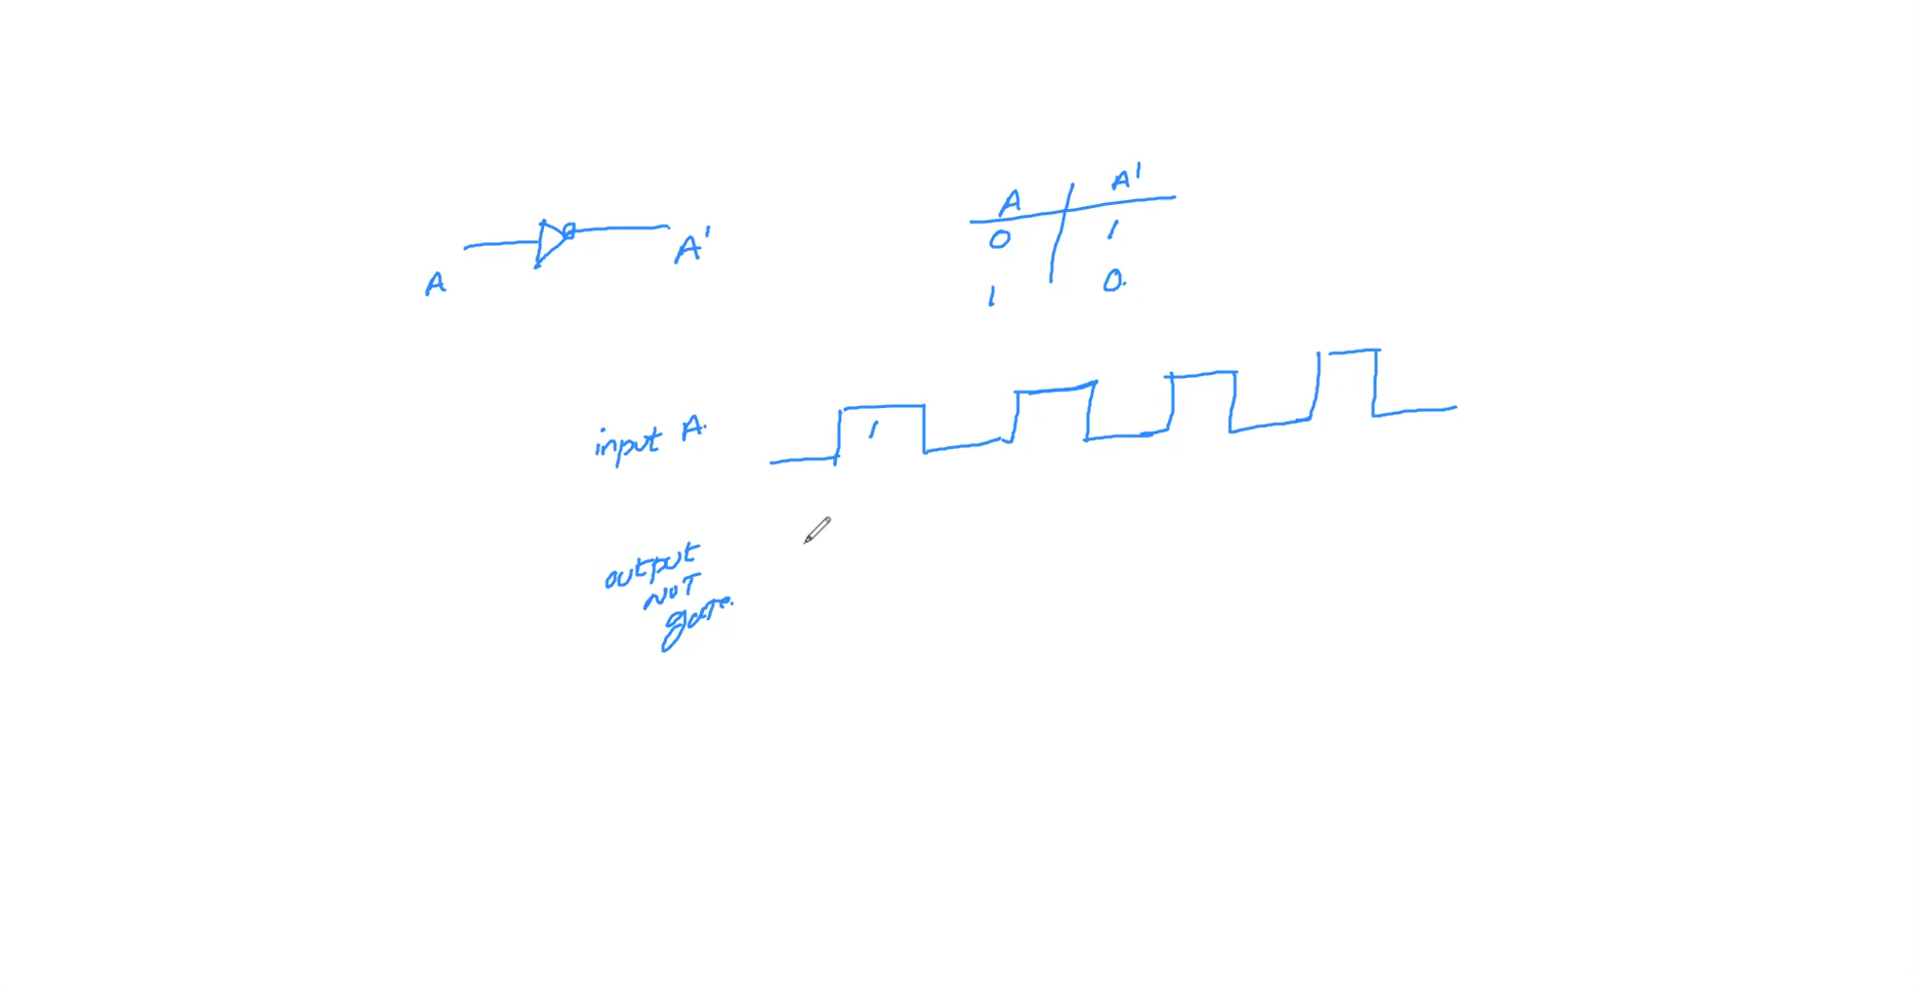 A A'
A A'
0 1
1 0.
input A.
1
output
NOT
gate.